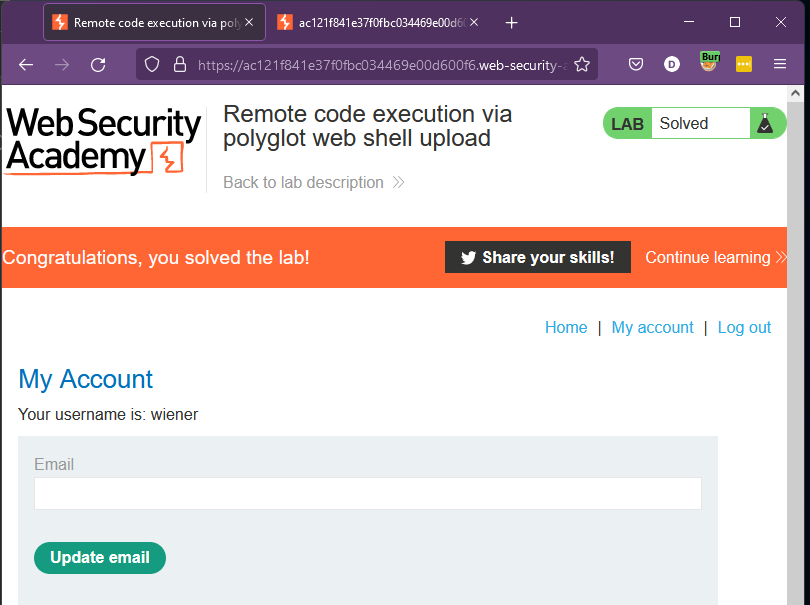 Remote code execution via poly
ac121f841e37f0fbc034469e00d60
https://ac121f841e37f0fbc034469e00d600f6.web-security-a
D
Burp
Web Security
Academy
Remote code execution via
polyglot web shell upload
Back to lab description
LAB Solved
Congratulations, you solved the lab!
Share your skills!
Continue learning
Home | My account | Log out
My Account
Your username is: wiener
Email
Update email